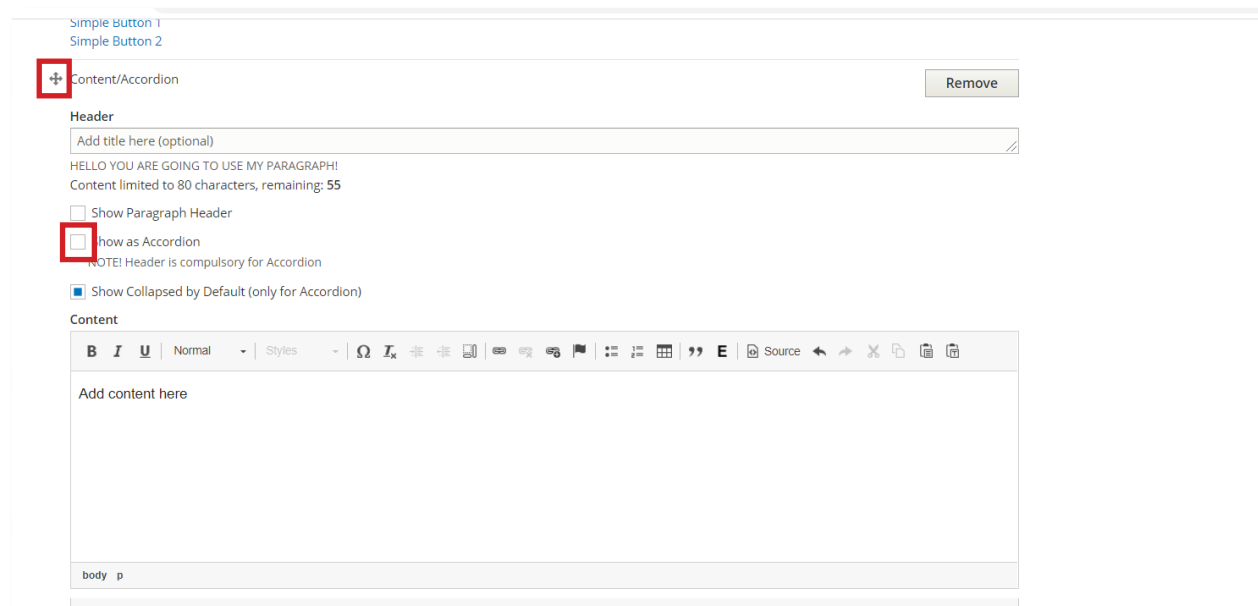 Simple Button 1
Simple Button 2
Content/Accordion
Remove
Header
Add title here (optional)
HELLO YOU ARE GOING TO USE MY PARAGRAPH!
Content limited to 80 characters, remaining: 55
Show Paragraph Header
Show as Accordion
NOTE! Header is compulsory for Accordion
Show Collapsed by Default (only for Accordion)
Content
B I U Normal Styles Ω Ix E Source
Add content here
body p